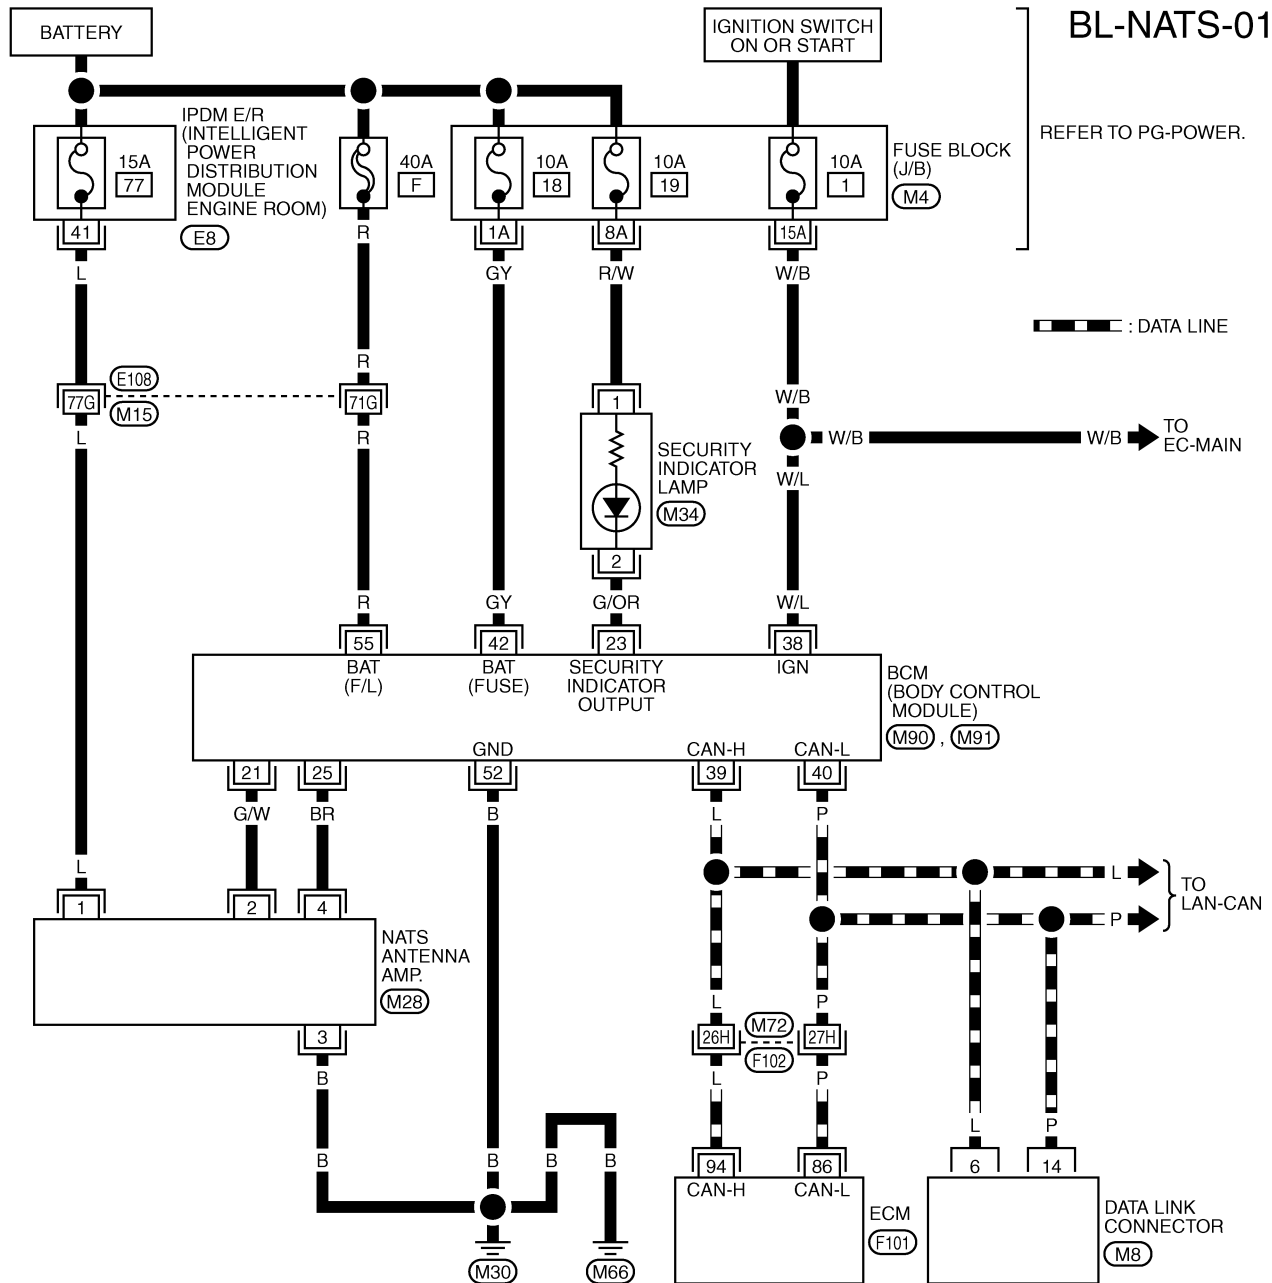 BL-NATS-01
BATTERY
IGNITION SWITCH
ON OR START
REFER TO PG-POWER.
IPDM E/R
(INTELLIGENT
POWER
DISTRIBUTION
MODULE
ENGINE ROOM)
E8
15A
77
40A
F
10A
18
10A
19
10A
1
FUSE BLOCK
(J/B)
M4
41
1A
8A
15A
L
R
GY
R/W
W/B
: DATA LINE
R
W/B
77G
E108
M15
71G
1
L
R
W/B
W/B
TO
EC-MAIN
SECURITY
INDICATOR
LAMP
M34
W/L
2
R
GY
G/OR
W/L
55
42
23
38
BAT
(F/L)
BAT
(FUSE)
SECURITY
INDICATOR
OUTPUT
IGN
BCM
(BODY CONTROL
MODULE)
M90 , M91
GND
CAN-H
CAN-L
21
25
52
39
40
G/W
BR
B
L
P
L
L
TO
LAN-CAN
P
1
2
4
NATS
ANTENNA
AMP.
M28
3
L
P
26H
M72
F102
27H
B
L
P
L
P
B
B
B
B
94
86
6
14
CAN-H
CAN-L
ECM
F101
DATA LINK
CONNECTOR
M8
M30
M66